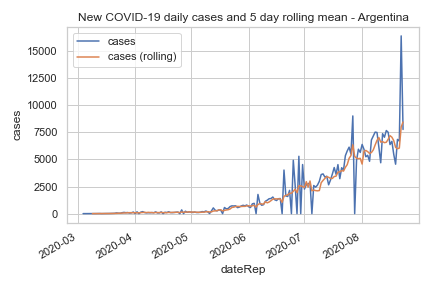 New COVID-19 daily cases and 5 day rolling mean - Argentina
cases
cases (rolling)
15000
12500
10000
7500
5000
2500
0
cases
2020-03
2020-04
2020-05
2020-06
2020-07
2020-08
dateRep